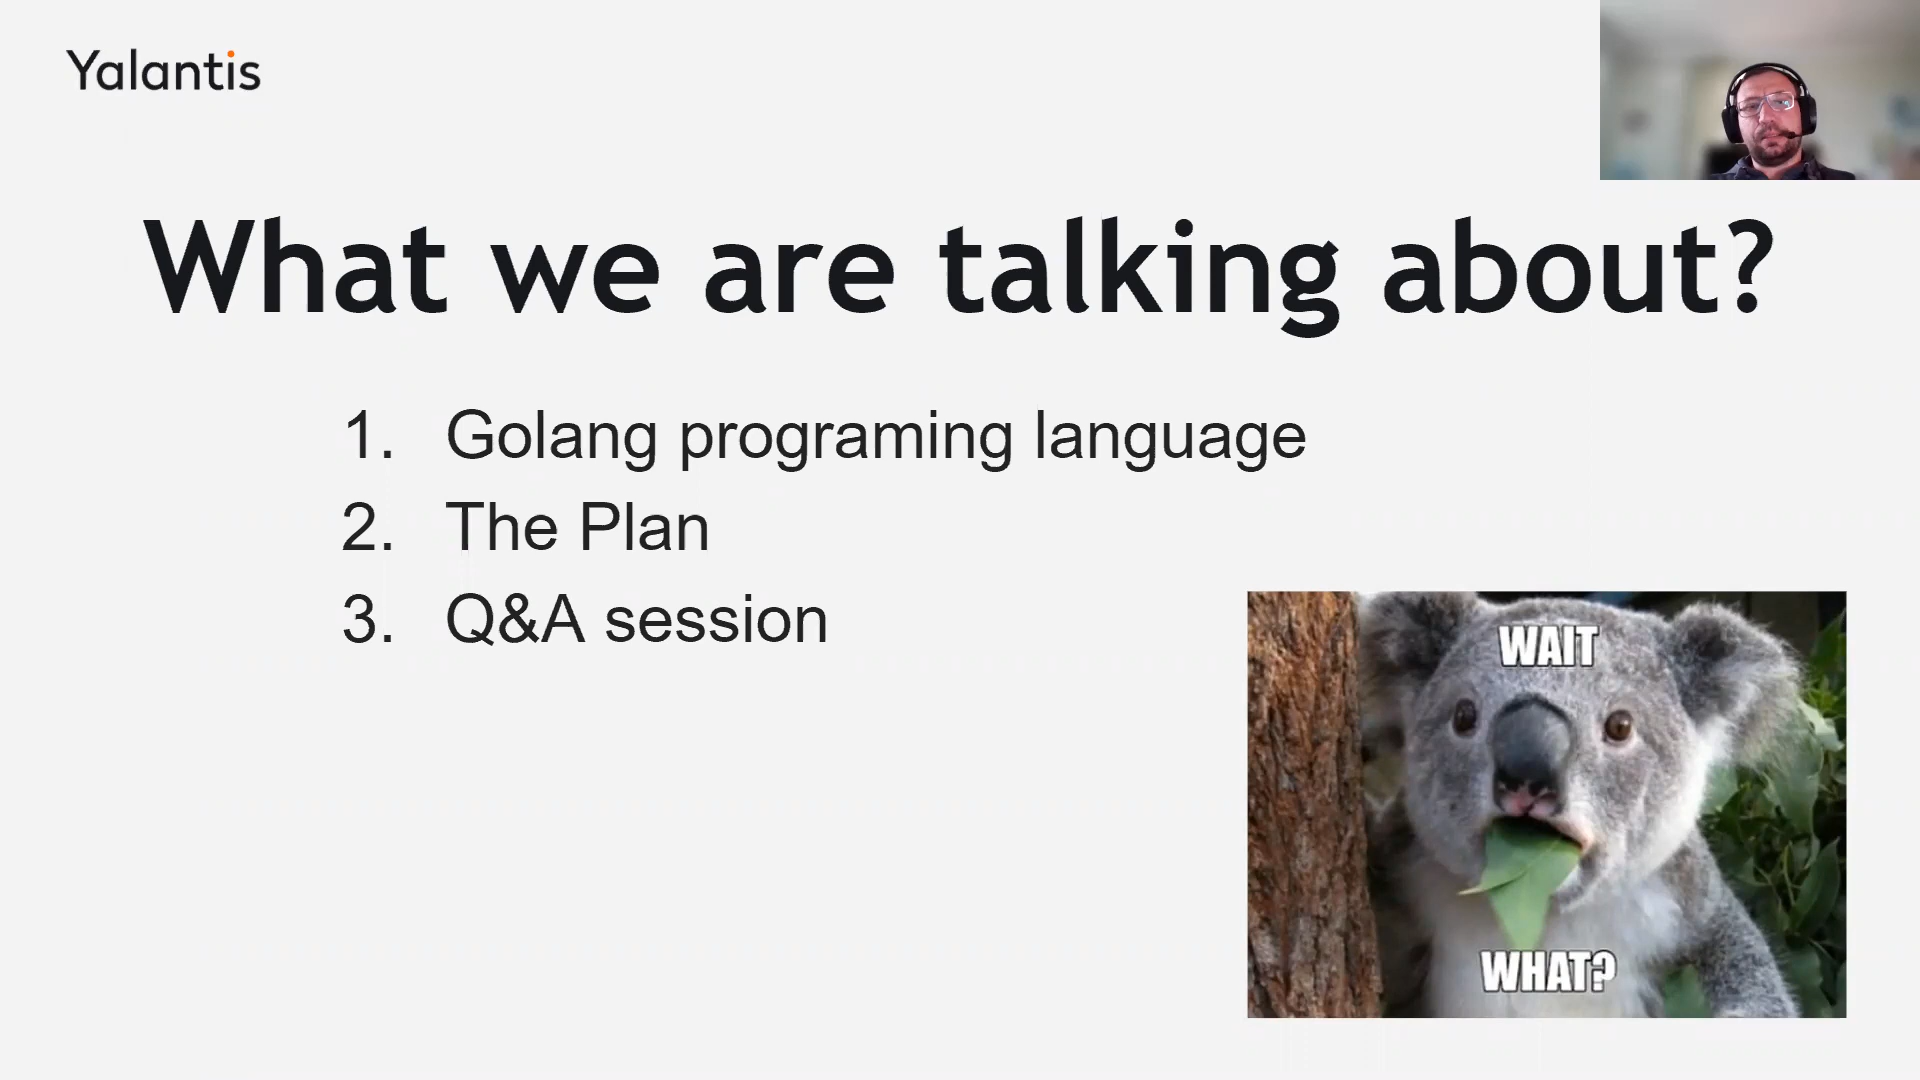 Yalantis
What we are talking about?
1. Golang programing language
2. The Plan
3. Q&A session
WAIT
WHAT?